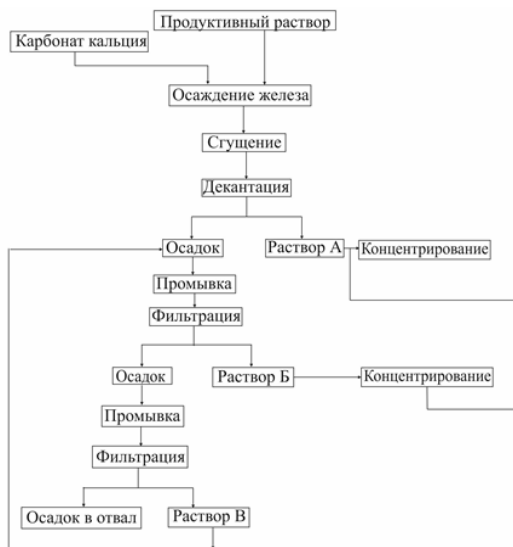 Продуктивный раствор
Карбонат кальция
Осаждение железа
Сгущение
Декантация
Осадок
Раствор А
Концентрирование
Промывка
Фильтрация
Осадок
Раствор Б
Концентрирование
Промывка
Фильтрация
Осадок в отвал
Раствор В